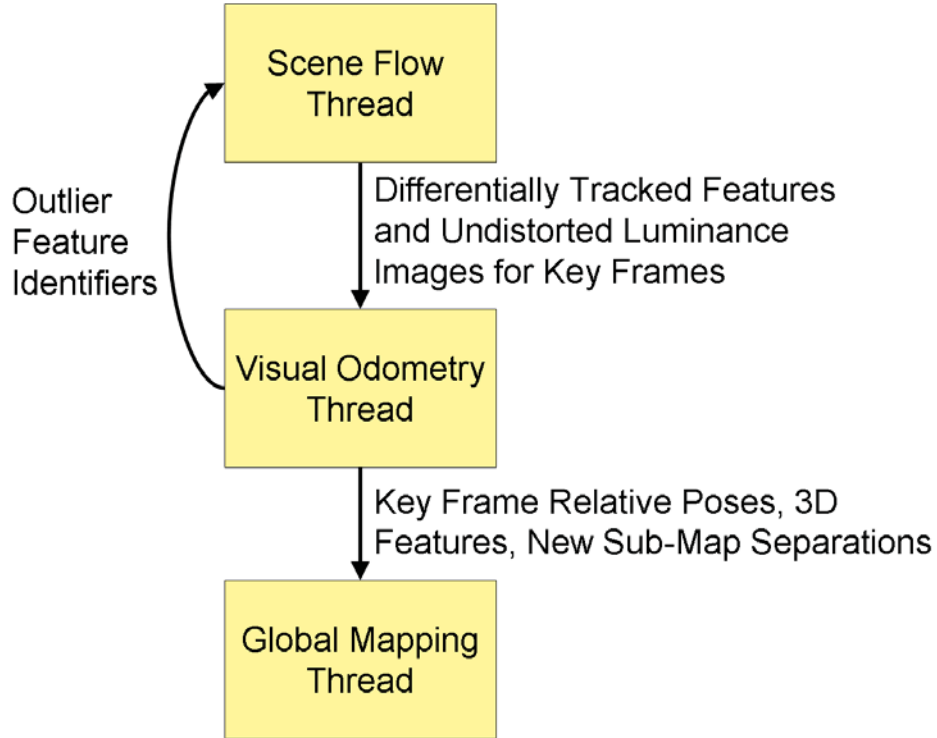 Scene Flow
Thread
Outlier
Feature
Identifiers
Differentially Tracked Features
and Undistorted Luminance
Images for Key Frames
Visual Odometry
Thread
Key Frame Relative Poses, 3D
Features, New Sub-Map Separations
Global Mapping
Thread